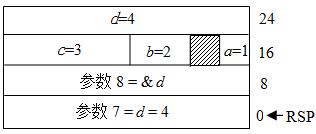 d=4 24
c=3 b=2 a=1 16
参数 8 = & d 8
参数 7 = d = 4 0 ← RSP